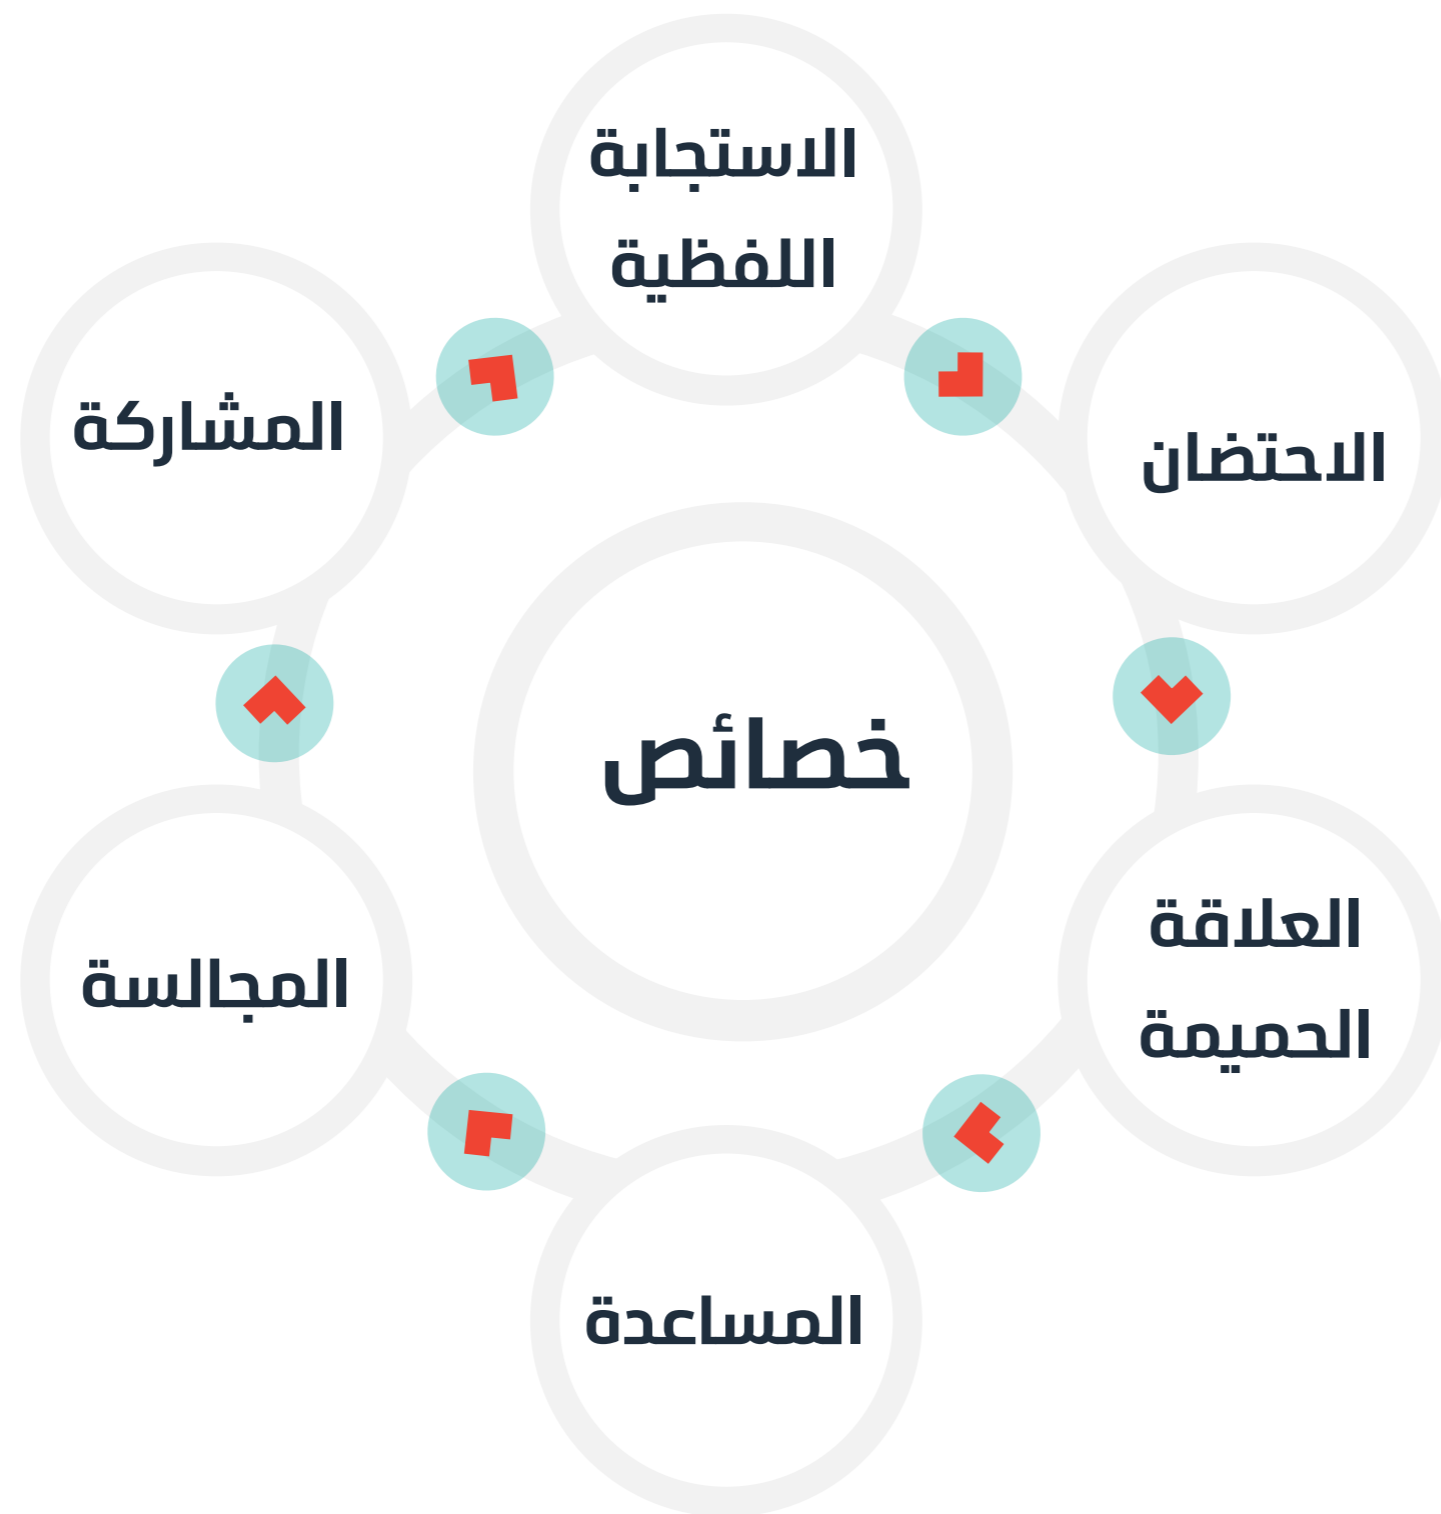 الاستجابة
اللفظية
الاحتضان
المشاركة
خصائص
العلاقة
الحميمة
المجالسة
المساعدة